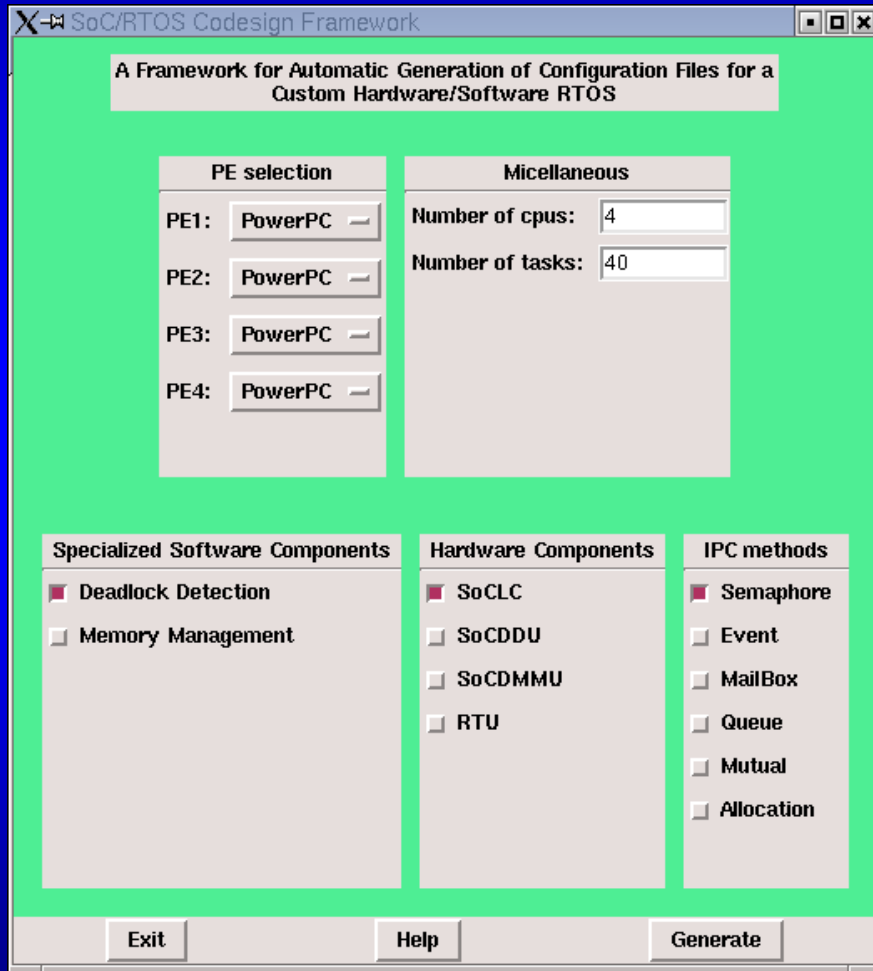 SoC/RTOS Codesign Framework
A Framework for Automatic Generation of Configuration Files for a
Custom Hardware/Software RTOS
PE selection
PE1: PowerPC
PE2: PowerPC
PE3: PowerPC
PE4: PowerPC
Micellaneous
Number of cpus: 4
Number of tasks: 40
Specialized Software Components
Deadlock Detection
Memory Management
Hardware Components
SoCLC
SoCDDU
SoCDMMU
RTU
IPC methods
Semaphore
Event
MailBox
Queue
Mutual
Allocation
Exit
Help
Generate